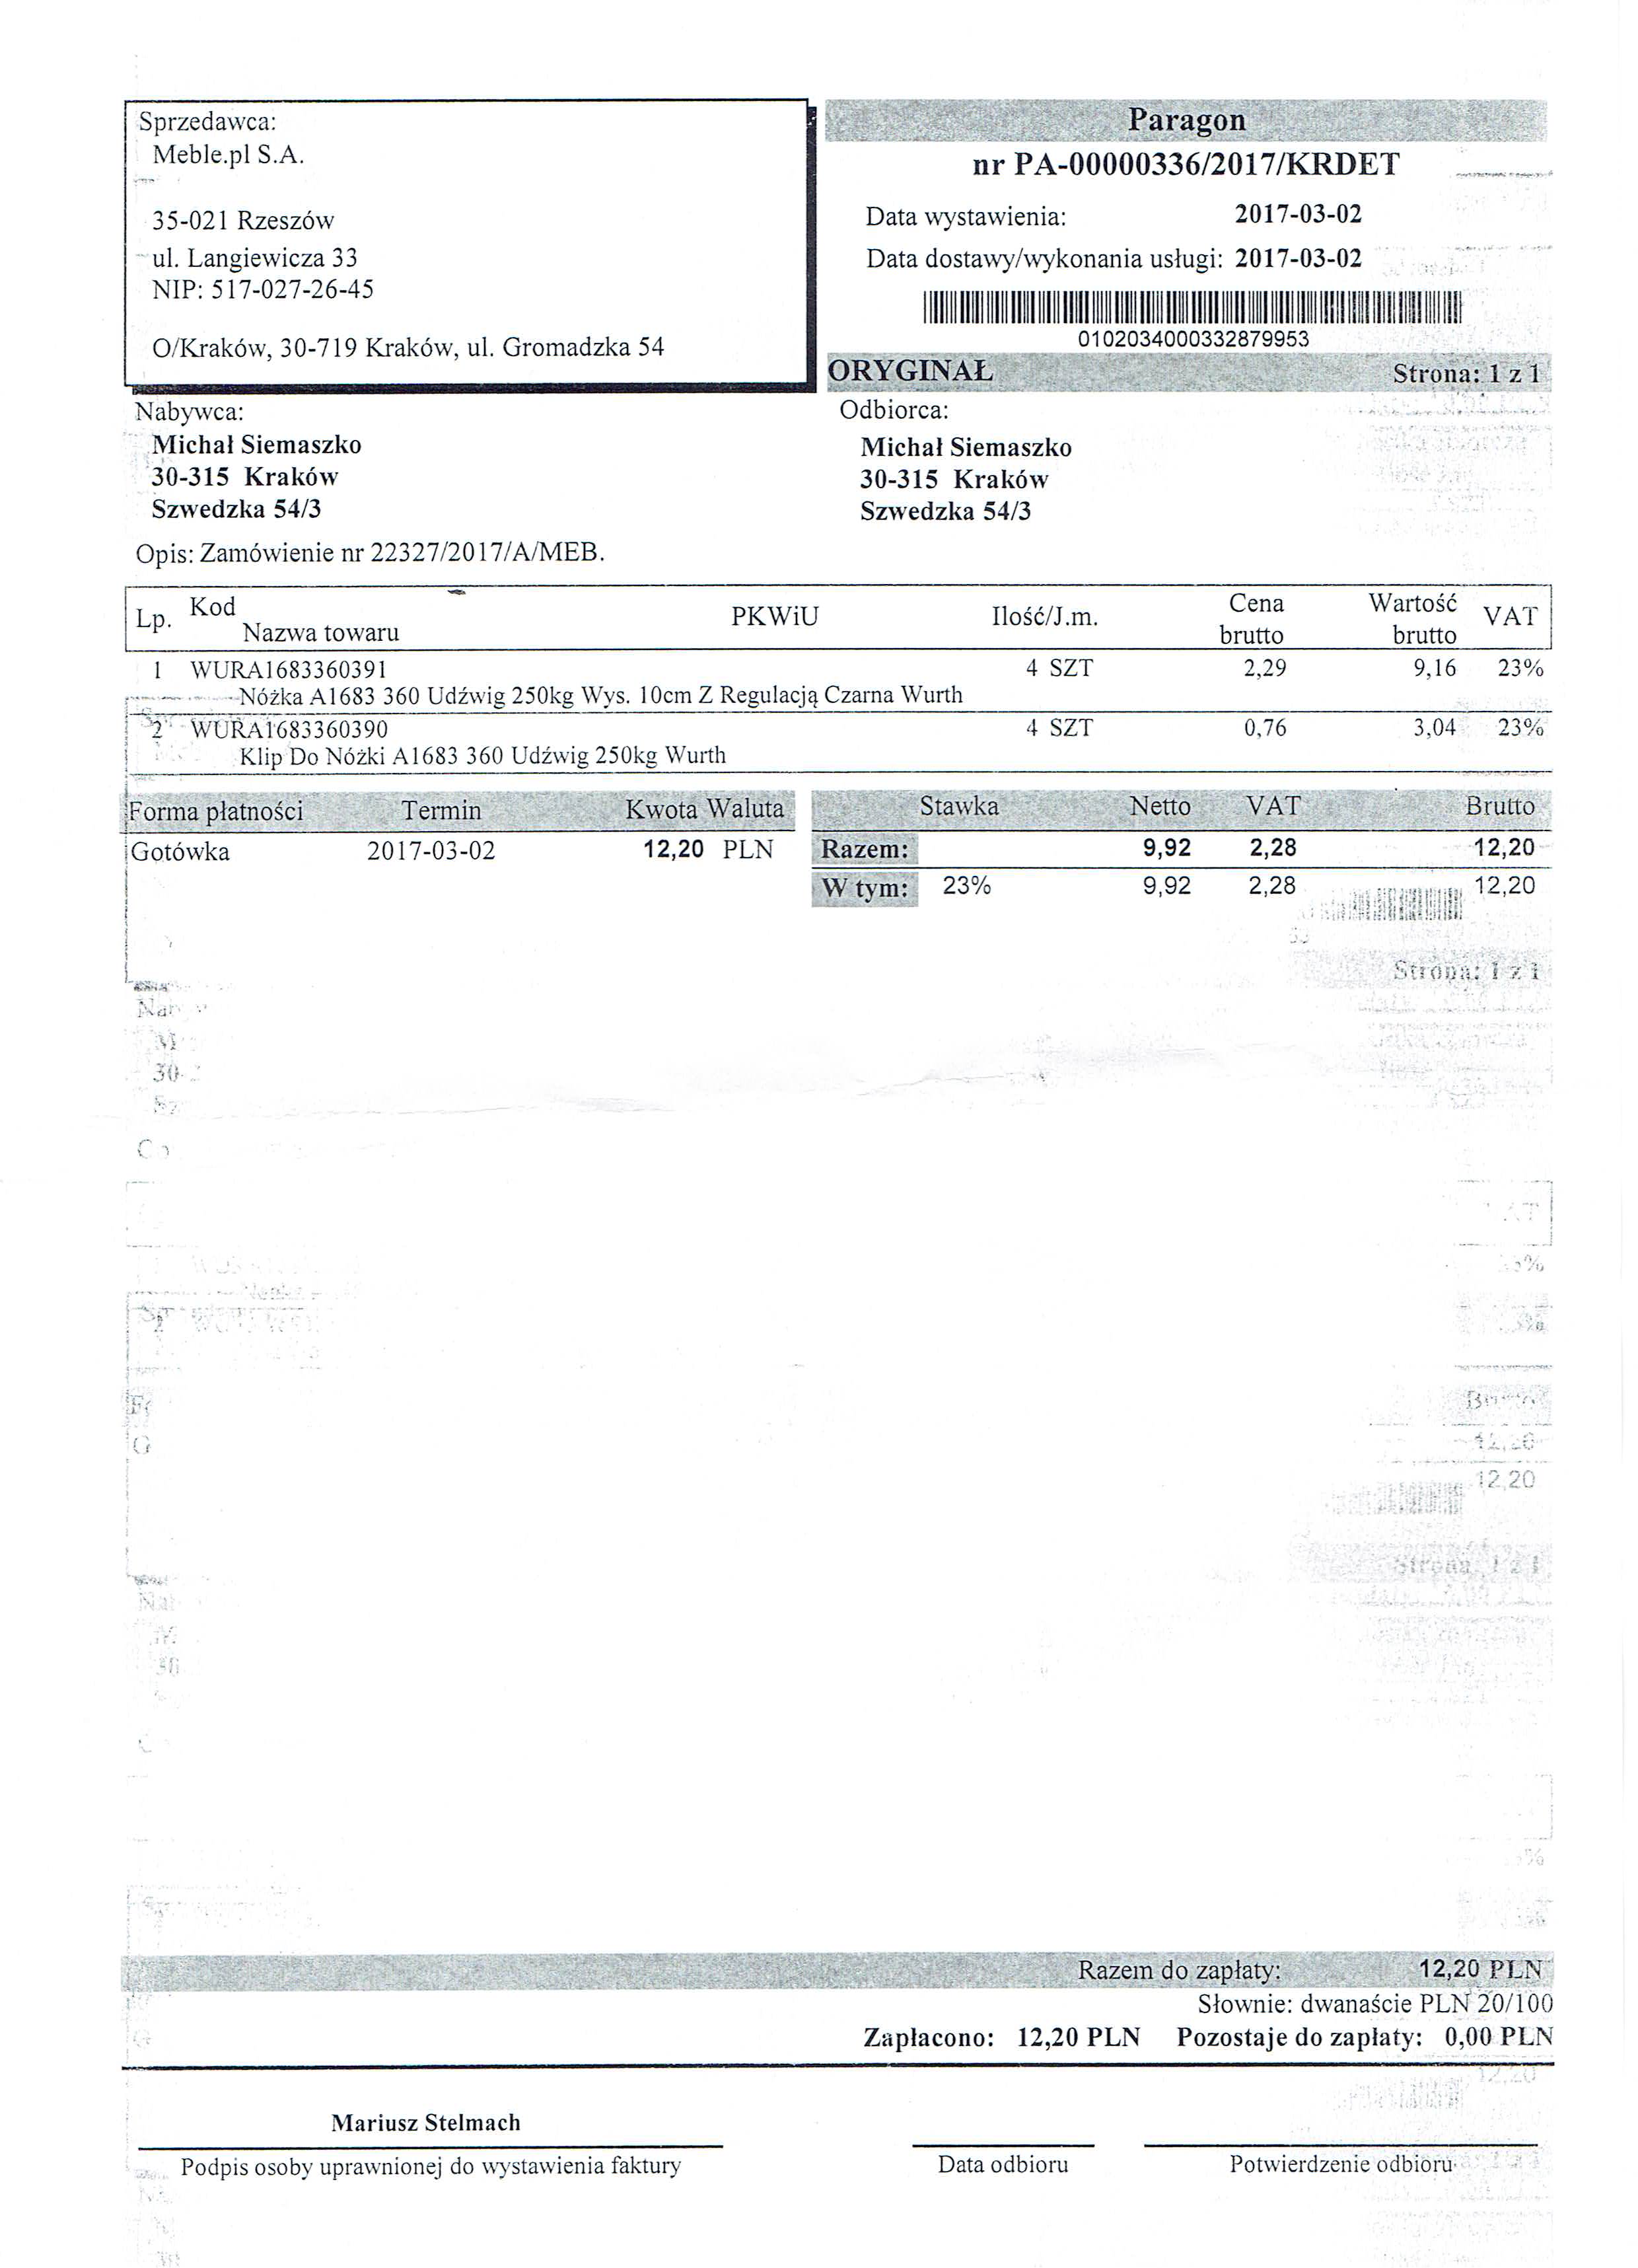 Sprzedawca:
Meble.pl S.A.
35-021 Rzeszów
ul. Langiewicza 33
NIP: 517-027-26-45
O/Kraków, 30-719 Kraków, ul. Gromadzka 54
Paragon
nr PA-00000336/2017/KRDET
Data wystawienia: 2017-03-02
Data dostawy/wykonania usługi: 2017-03-02
0102034000332879953
ORYGINAŁ Strona: 1 z 1
Nabywca:
Michał Siemaszko
30-315 Kraków
Szwedzka 54/3
Odbiorca:
Michał Siemaszko
30-315 Kraków
Szwedzka 54/3
Opis: Zamówienie nr 22327/2017/A/MEB.
Lp. Kod Nazwa towaru PKWiU Ilość/J.m. Cena brutto Wartość brutto VAT
1 WURA1683360391 4 SZT 2,29 9,16 23%
Nóżka A1683 360 Udźwig 250kg Wys. 10cm Z Regulacją Czarna Wurth
2 WURA1683360390 4 SZT 0,76 3,04 23%
Klip Do Nóżki A1683 360 Udźwig 250kg Wurth
Forma płatności Termin Kwota Waluta
Gotówka 2017-03-02 12,20 PLN
Stawka Netto VAT Brutto
Razem: 9,92 2,28 12,20
W tym: 23% 9,92 2,28 12,20
Strona: 1 z 1
12,20
Razem do zapłaty: 12,20 PLN
Słownie: dwanaście PLN 20/100
Zapłacono: 12,20 PLN Pozostaje do zapłaty: 0,00 PLN
Mariusz Stelmach
Podpis osoby uprawnionej do wystawienia faktury
Data odbioru
Potwierdzenie odbioru